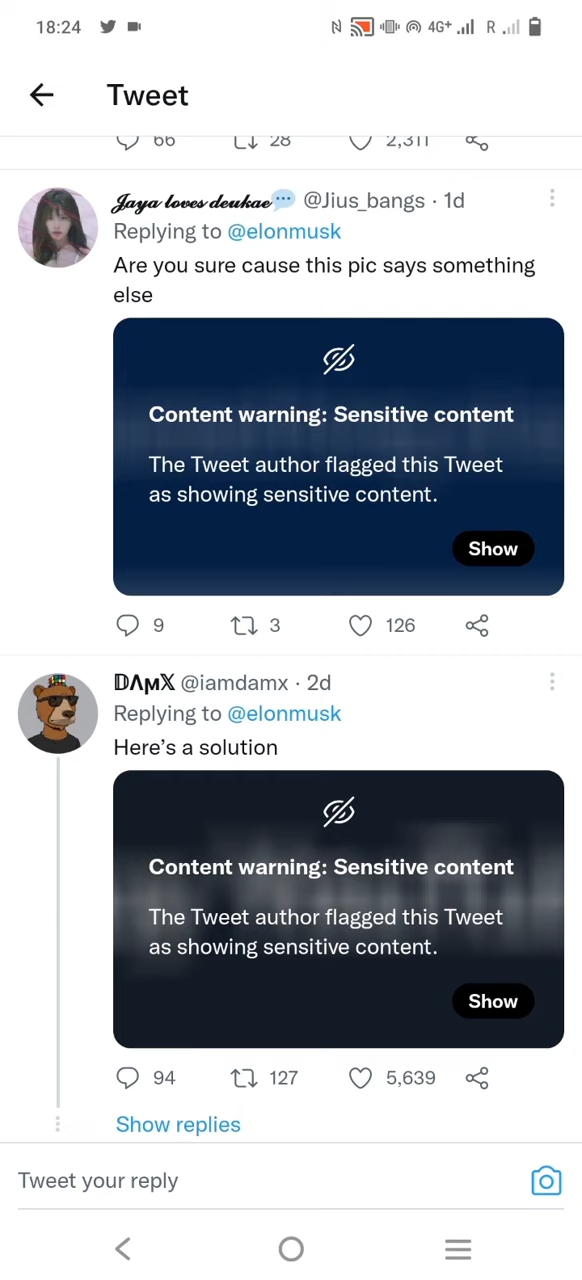 18:24 4G+ R
Tweet
66 28 2,311
𝒥𝒶𝓎𝒶 𝓁𝑜𝓋𝑒𝓈 𝒹𝑒𝓊𝓀𝒶𝑒💬 @Jius_bangs · 1d
Replying to @elonmusk
Are you sure cause this pic says something
else
Content warning: Sensitive content
The Tweet author flagged this Tweet
as showing sensitive content.
Show
9 3 126
𝔻ΛᴍX @iamdamx · 2d
Replying to @elonmusk
Here’s a solution
Content warning: Sensitive content
The Tweet author flagged this Tweet
as showing sensitive content.
Show
94 127 5,639
Show replies
Tweet your reply